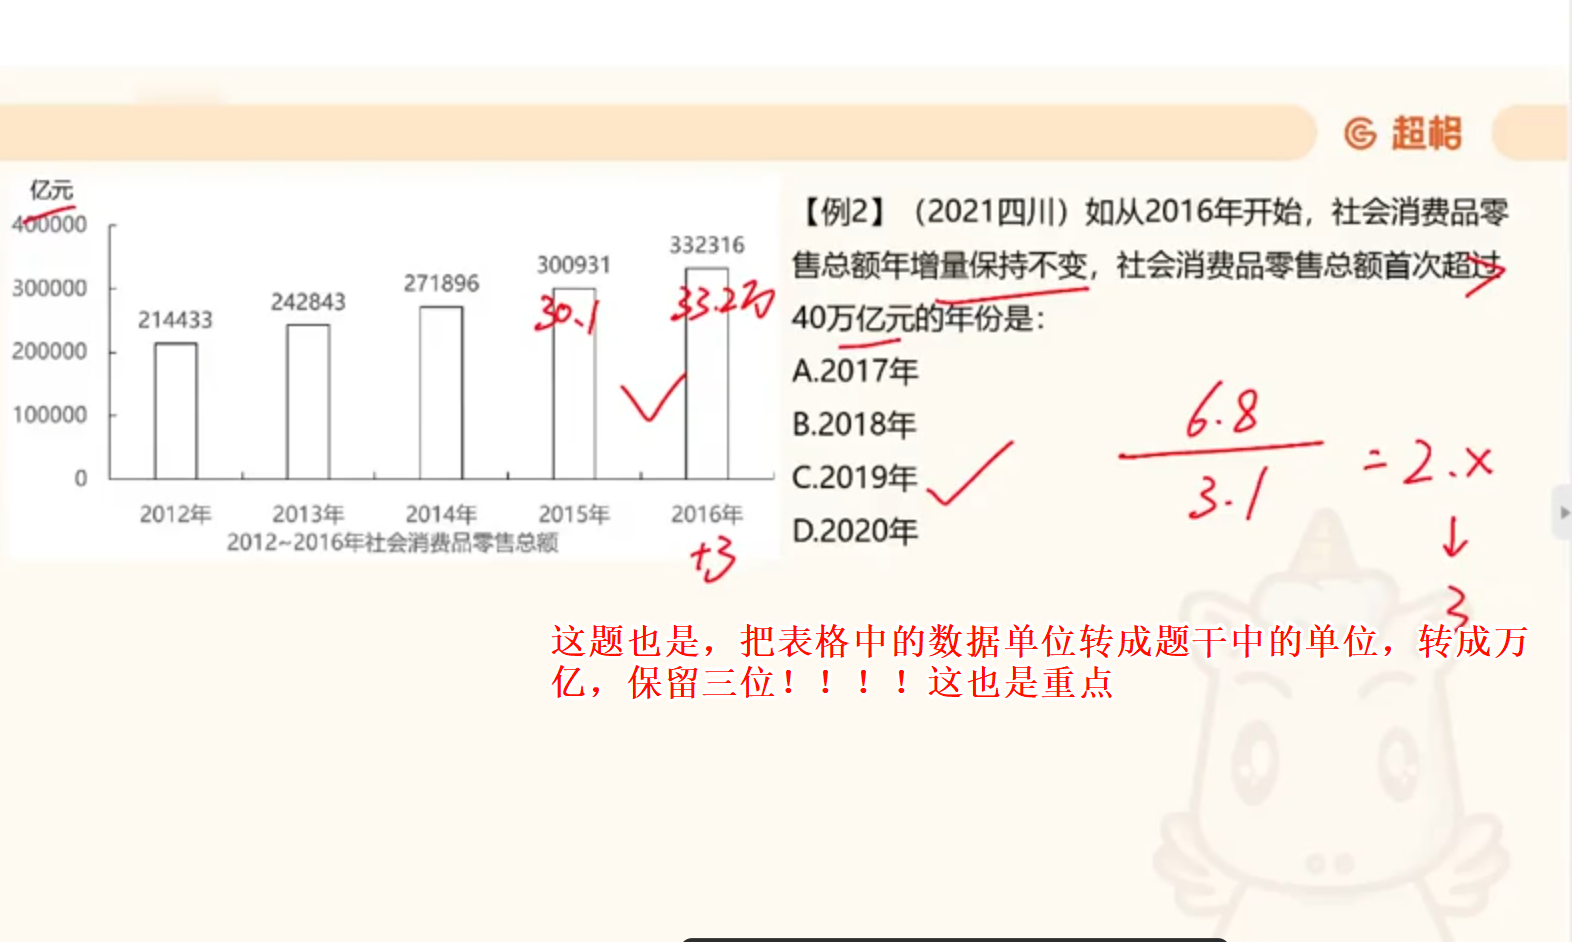 超格
亿元
400000
300000
200000
100000
0
214433
242843
271896
300931
332316
30.1
33.2万
2012年
2013年
2014年
2015年
2016年
2012~2016年社会消费品零售总额
+3
【例2】（2021四川）如从2016年开始，社会消费品零
售总额年增量保持不变，社会消费品零售总额首次超过
40万亿元的年份是：
A.2017年
B.2018年
C.2019年
D.2020年
6.8
3.1
=2.x
3
这题也是，把表格中的数据单位转成题干中的单位，转成万
亿，保留三位！！！！这也是重点